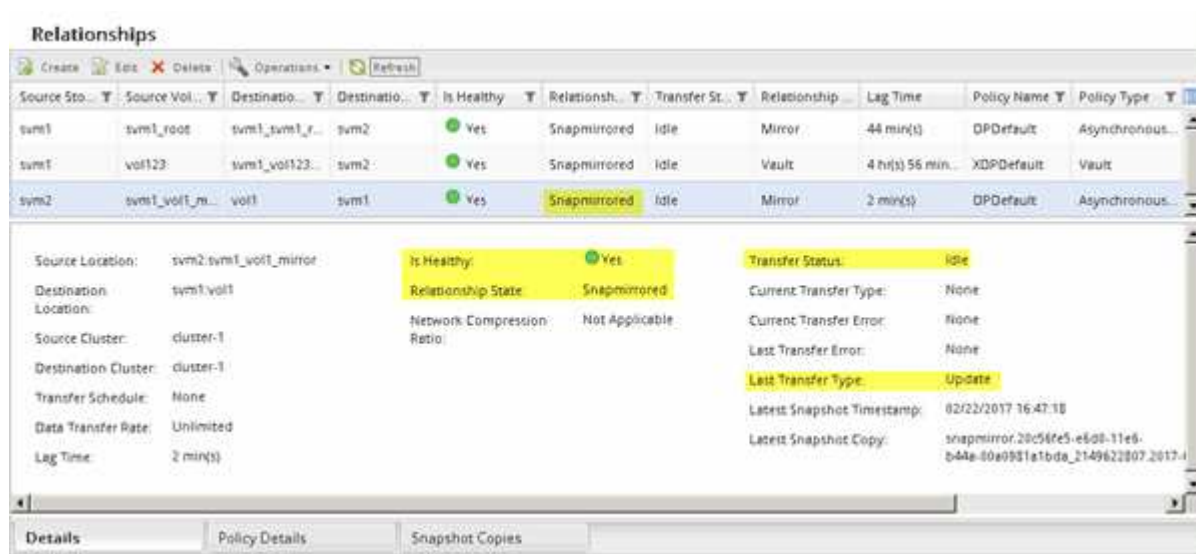 Relationships
Create Edit Delete Operations Refresh
Source Sto... Source Vol... Destinatio... Destinatio... Is Healthy Relationsh... Transfer St... Relationship ... Lag Time Policy Name Policy Type
svm1 svm1_root svm1_svm1_r... svm2 Yes Snapmirrored Idle Mirror 44 min(s) DPDefault Asynchronous...
svm1 vol123 svm1_vol123... svm2 Yes Snapmirrored Idle Vault 4 hr(s) 56 min... XDPDefault Vault
svm2 svm1_vol1_m... vol1 svm1 Yes Snapmirrored Idle Mirror 2 min(s) DPDefault Asynchronous...
Source Location: svm2:svm1_vol1_mirror
Destination Location: svm1:vol1
Source Cluster: cluster-1
Destination Cluster: cluster-1
Transfer Schedule: None
Data Transfer Rate: Unlimited
Lag Time: 2 min(s)
Is Healthy: Yes
Relationship State: Snapmirrored
Network Compression Ratio: Not Applicable
Transfer Status: Idle
Current Transfer Type: None
Current Transfer Error: None
Last Transfer Error: None
Last Transfer Type: Update
Latest Snapshot Timestamp: 02/22/2017 16:47:18
Latest Snapshot Copy:
Details Policy Details Snapshot Copies